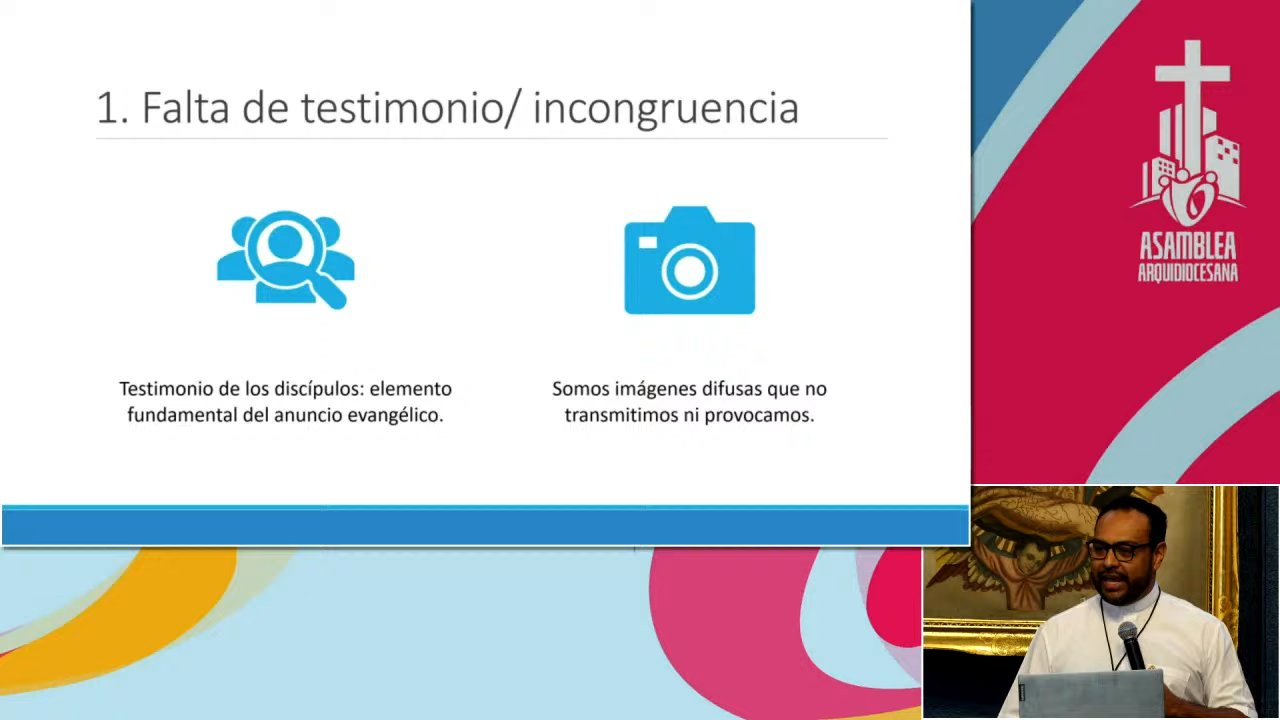 1. Falta de testimonio/ incongruencia
Testimonio de los discípulos: elemento
fundamental del anuncio evangélico.
Somos imágenes difusas que no
transmitimos ni provocamos.
ASAMBLEA
ARQUIDIOCESANA